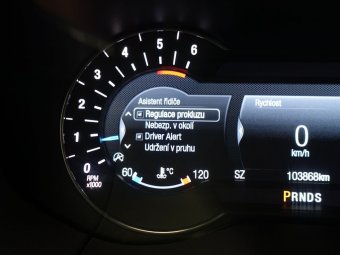 6
5
4
3
2
1
0
RPM
x1000
Asistent řidiče
Regulace prokluzu
Nebezp. v okolí
Driver Alert
Udržení v pruhu
60
°C
120
Rychlost
0
km/h
SZ
103868km
PRNDS